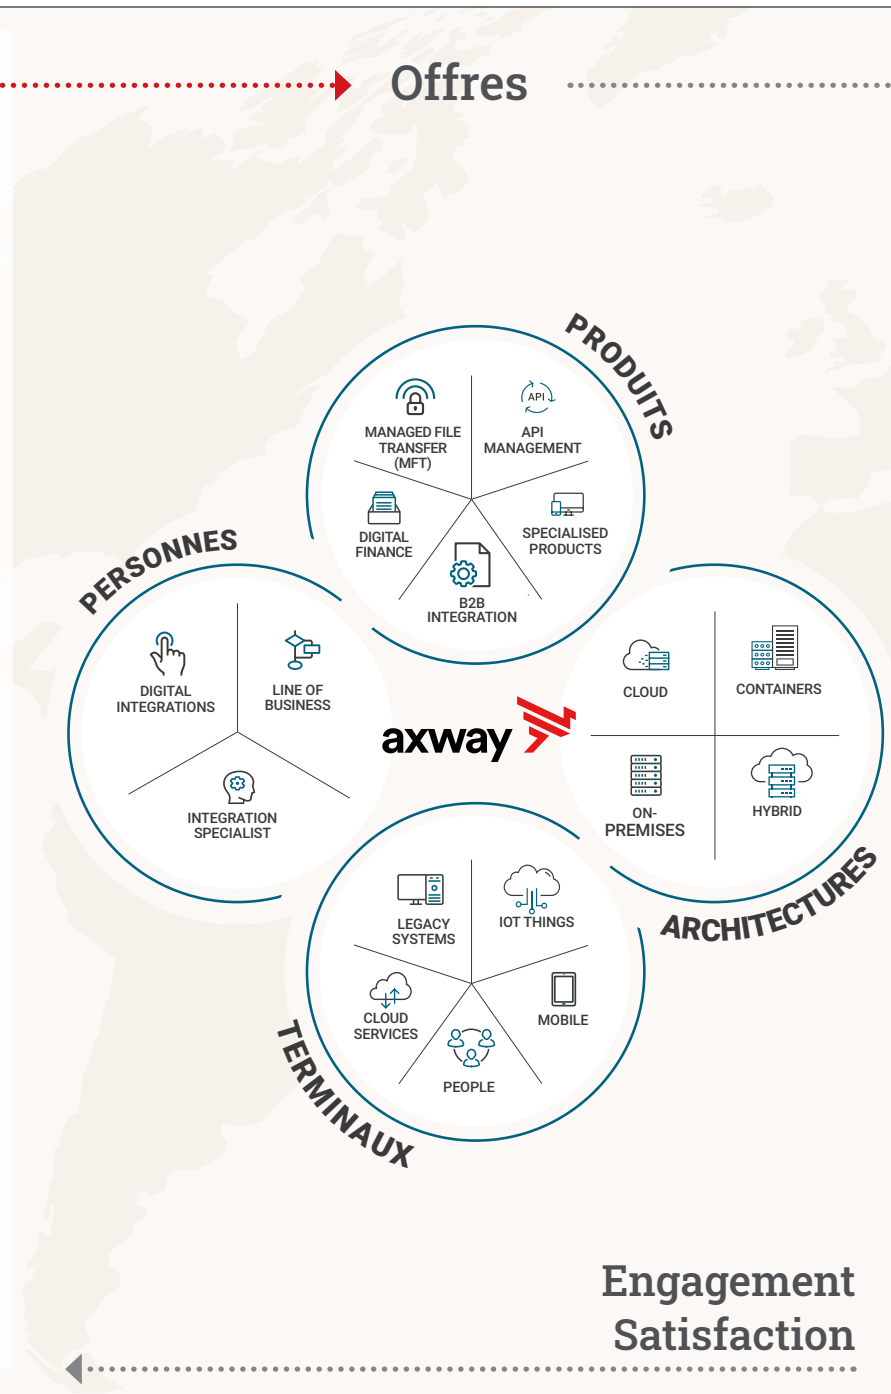 Offres
PRODUITS
MANAGED FILE
TRANSFER
(MFT)
API
API
MANAGEMENT
DIGITAL
FINANCE
SPECIALISED
PRODUCTS
B2B
INTEGRATION
PERSONNES
DIGITAL
INTEGRATIONS
LINE OF
BUSINESS
INTEGRATION
SPECIALIST
axway
CLOUD
CONTAINERS
ON-
PREMISES
HYBRID
ARCHITECTURES
LEGACY
SYSTEMS
IOT THINGS
CLOUD
SERVICES
MOBILE
PEOPLE
TERMINAUX
Engagement
Satisfaction